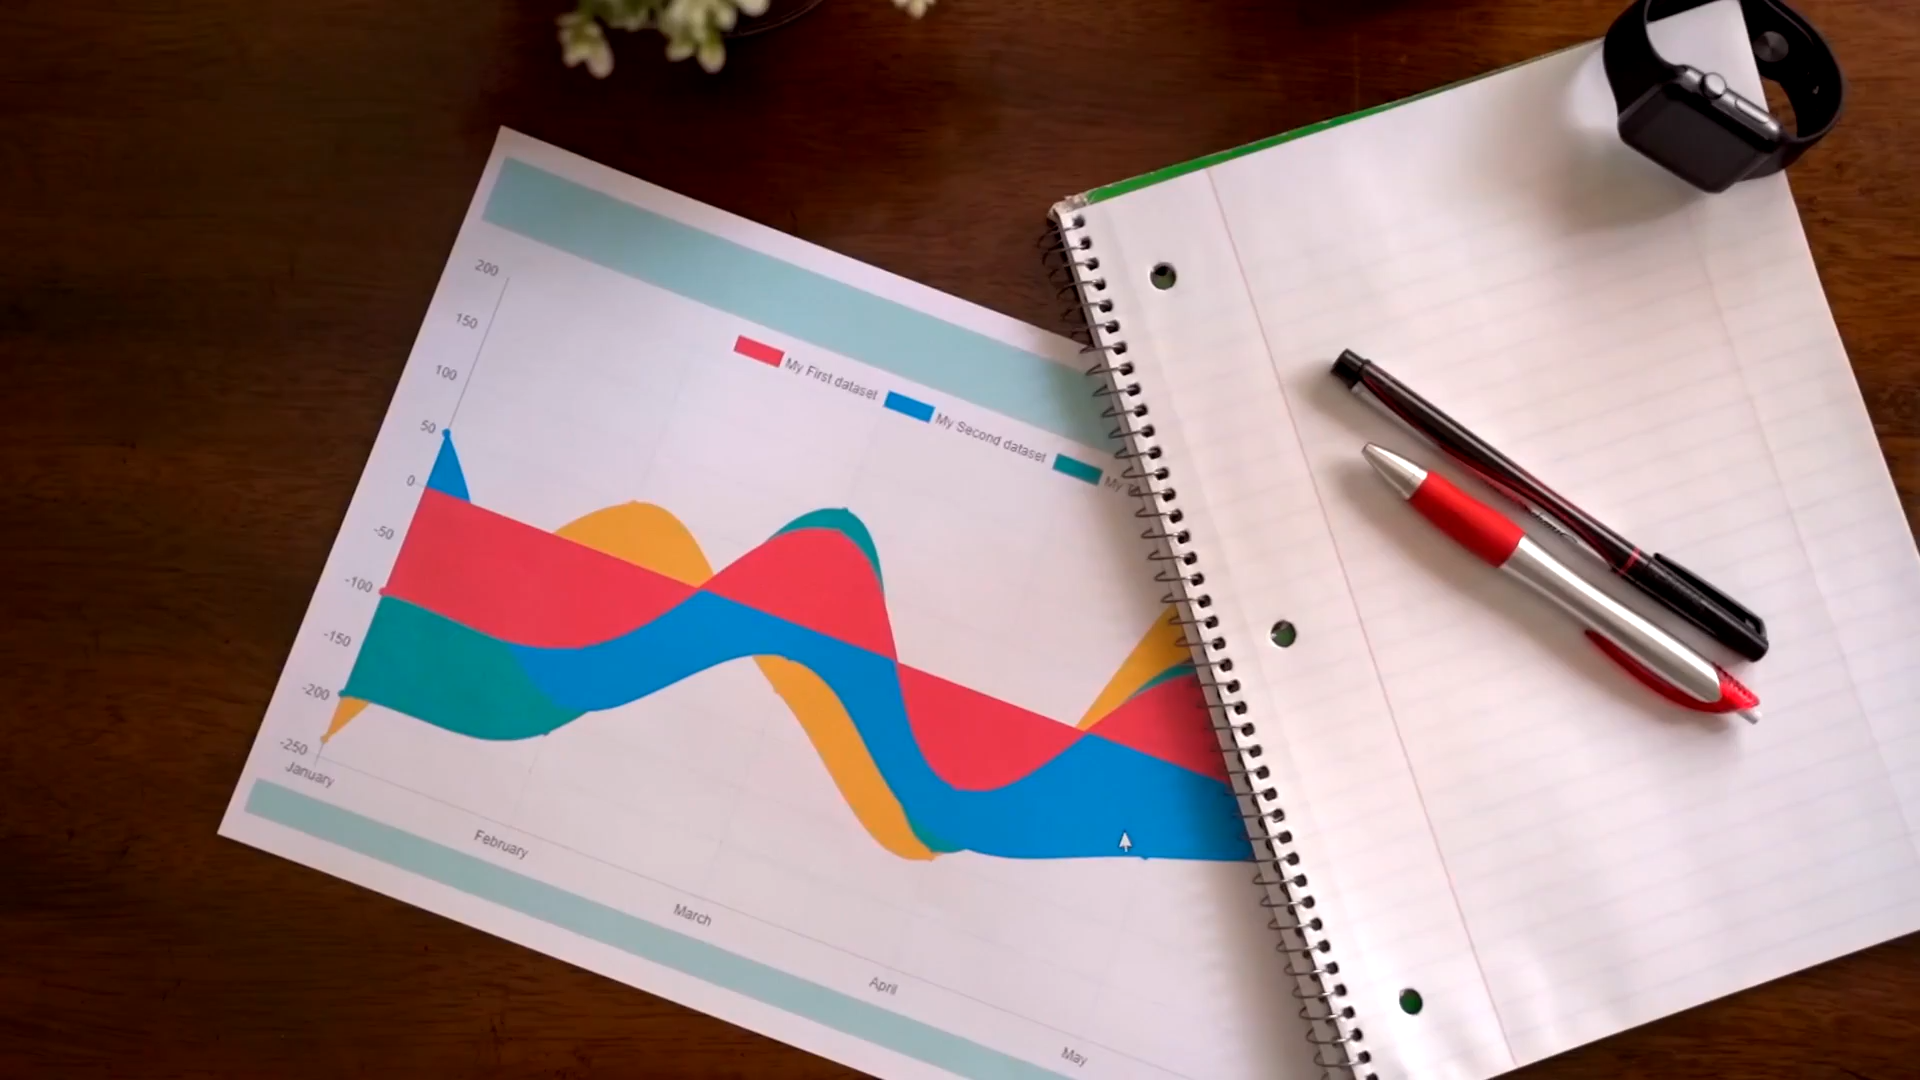 200
150
100
50
0
-50
-100
-150
-200
-250
My First dataset
My Second dataset
My
January
February
March
April
May